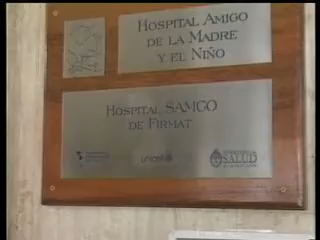 HOSPITAL AMIGO
DE LA MADRE
Y EL NIÑO
HOSPITAL SAMCO
DE FIRMAT
unicef
SALUD